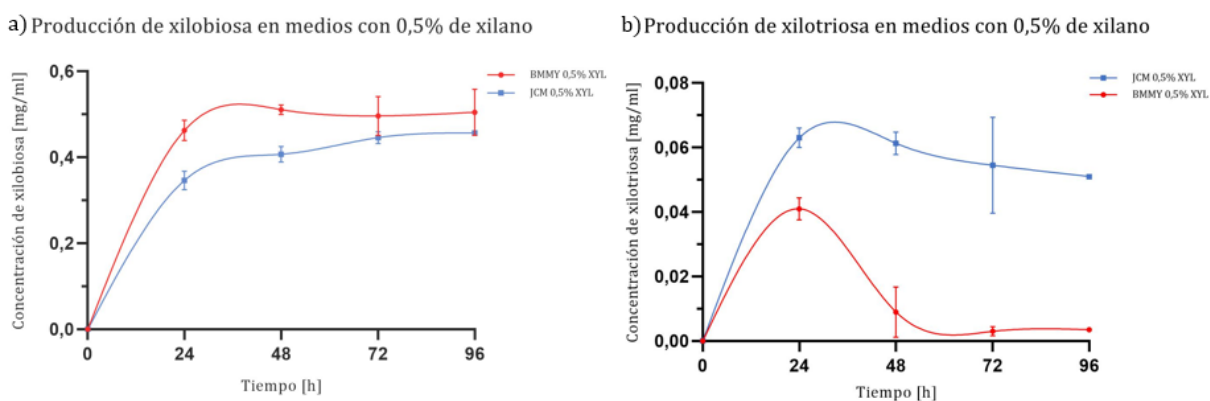 a) Producción de xilobiosa en medios con 0,5% de xilano
BMMY 0,5% XYL
JCM 0,5% XYL
Concentración de xilobiosa [mg/ml]
0,6
0,4
0,2
0,0
0 24 48 72 96
Tiempo [h]
b) Producción de xilotriosa en medios con 0,5% de xilano
JCM 0,5% XYL
BMMY 0,5% XYL
Concentración de xilotriosa [mg/ml]
0,08
0,06
0,04
0,02
0,00
0 24 48 72 96
Tiempo [h]